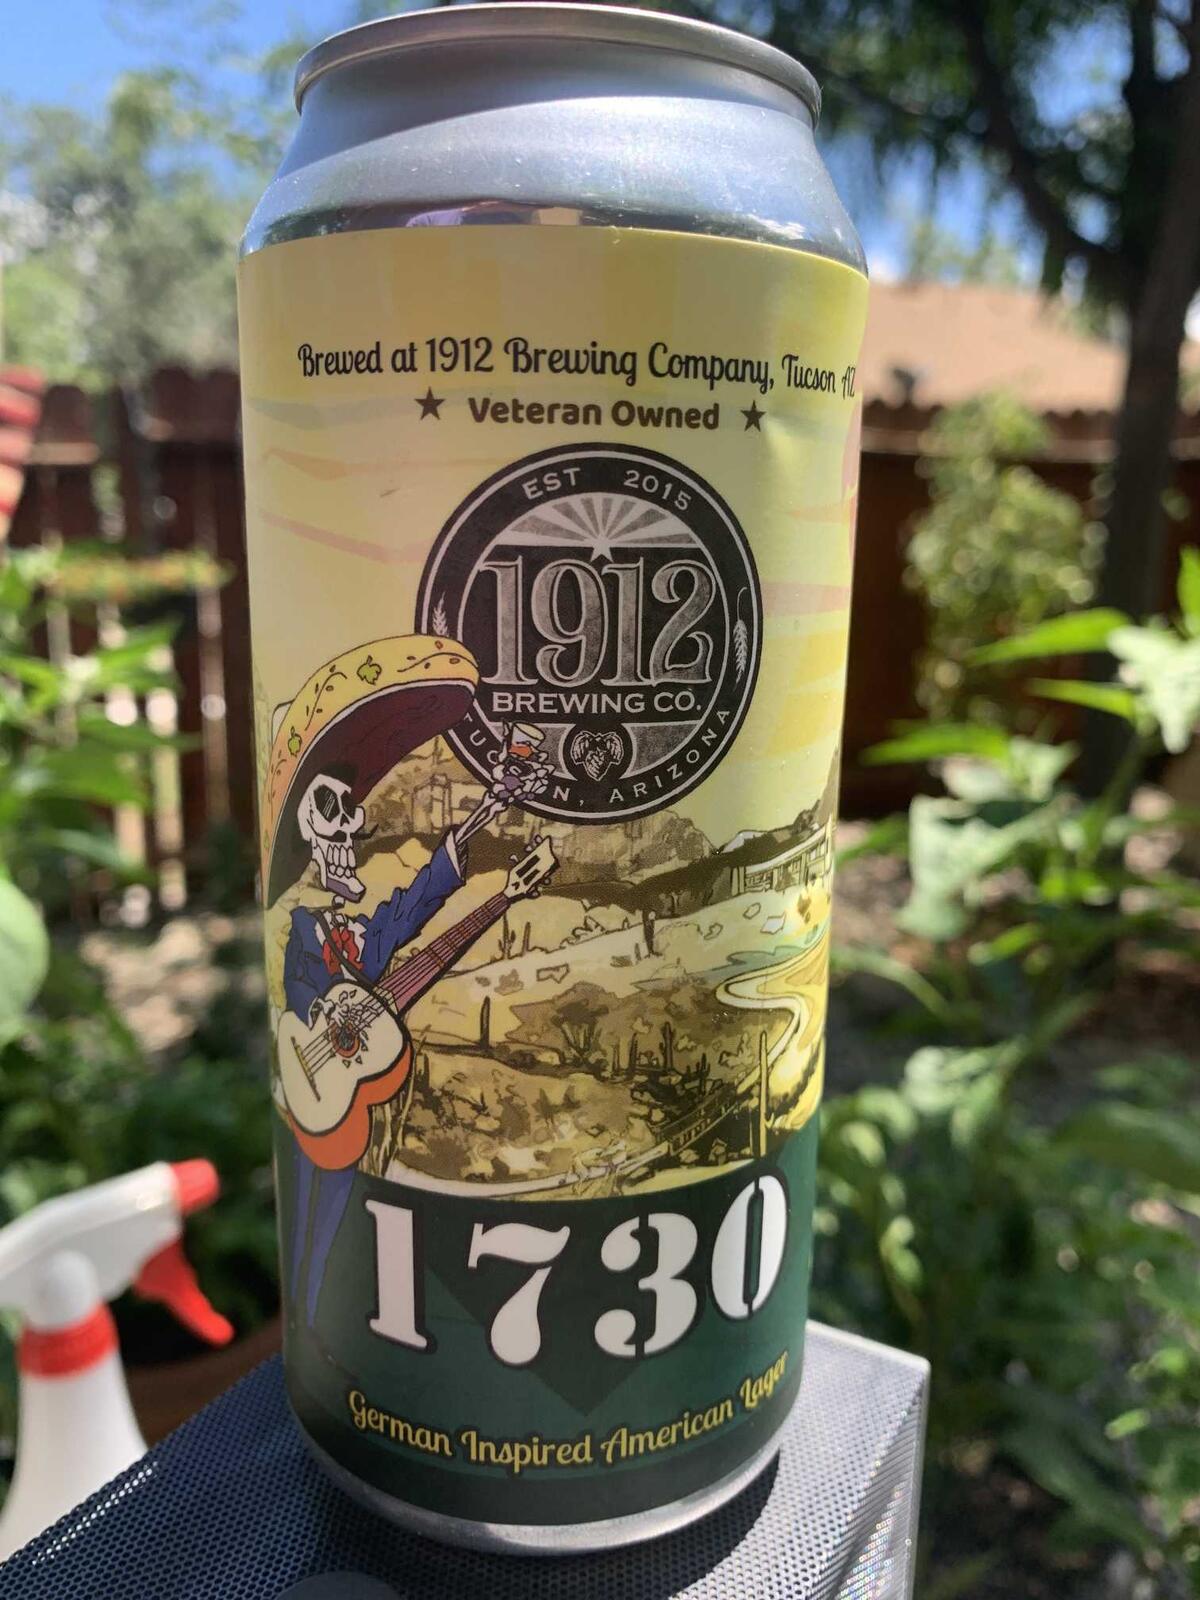 Brewed at 1912 Brewing Company, Tucson AZ
★ Veteran Owned ★
EST 2015
1912
BREWING CO.
TUC N, ARIZONA
1730
German Inspired American Lager